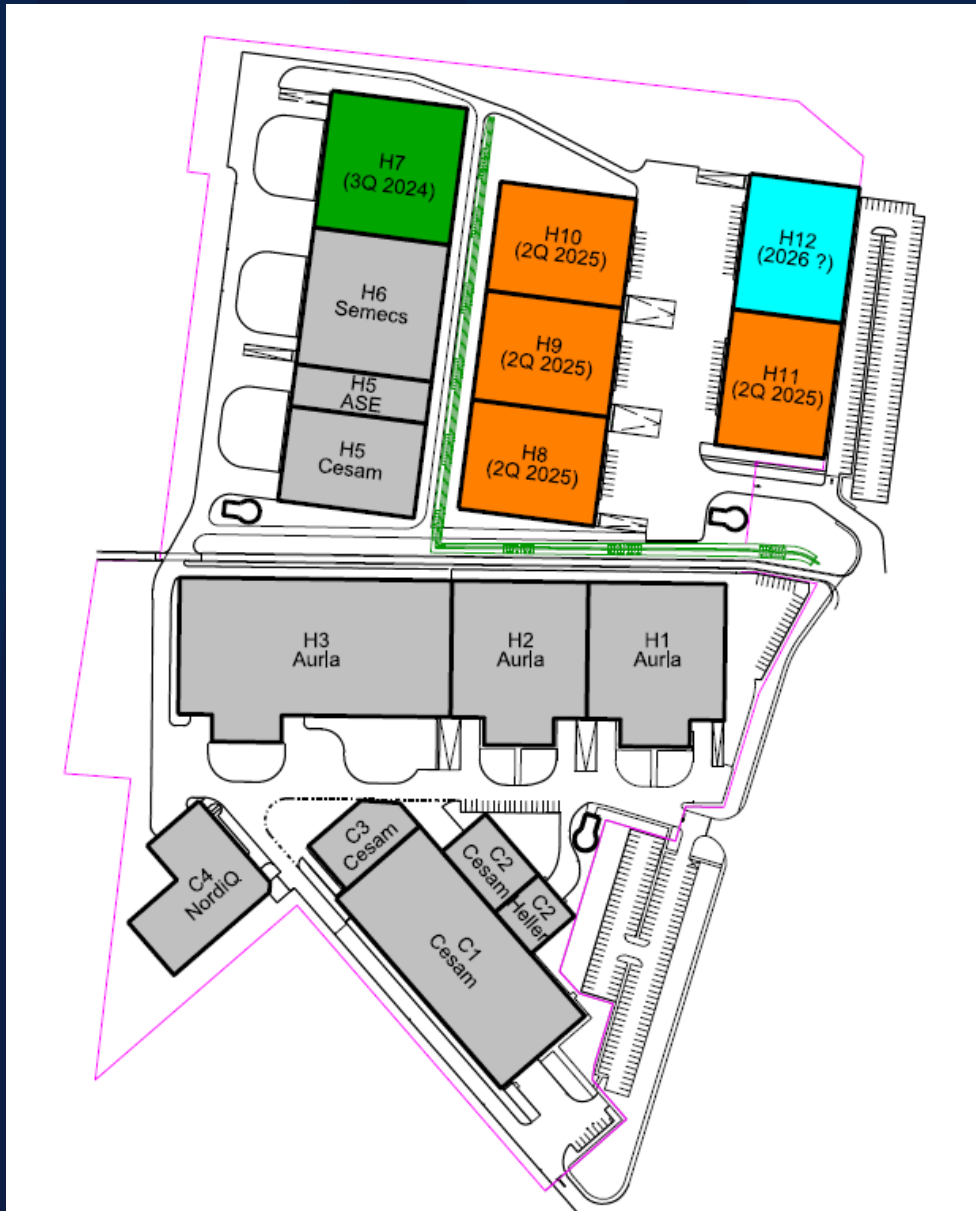 H7
(3Q 2024)
H6
Semecs
H5
ASE
H5
Cesam
H10
(2Q 2025)
H9
(2Q 2025)
H8
(2Q 2025)
H12
(2026 ?)
H11
(2Q 2025)
H3
Aurla
H2
Aurla
H1
Aurla
C4
NordiQ
C3
Cesam
C2
Cesam
C2
Heller
C1
Cesam